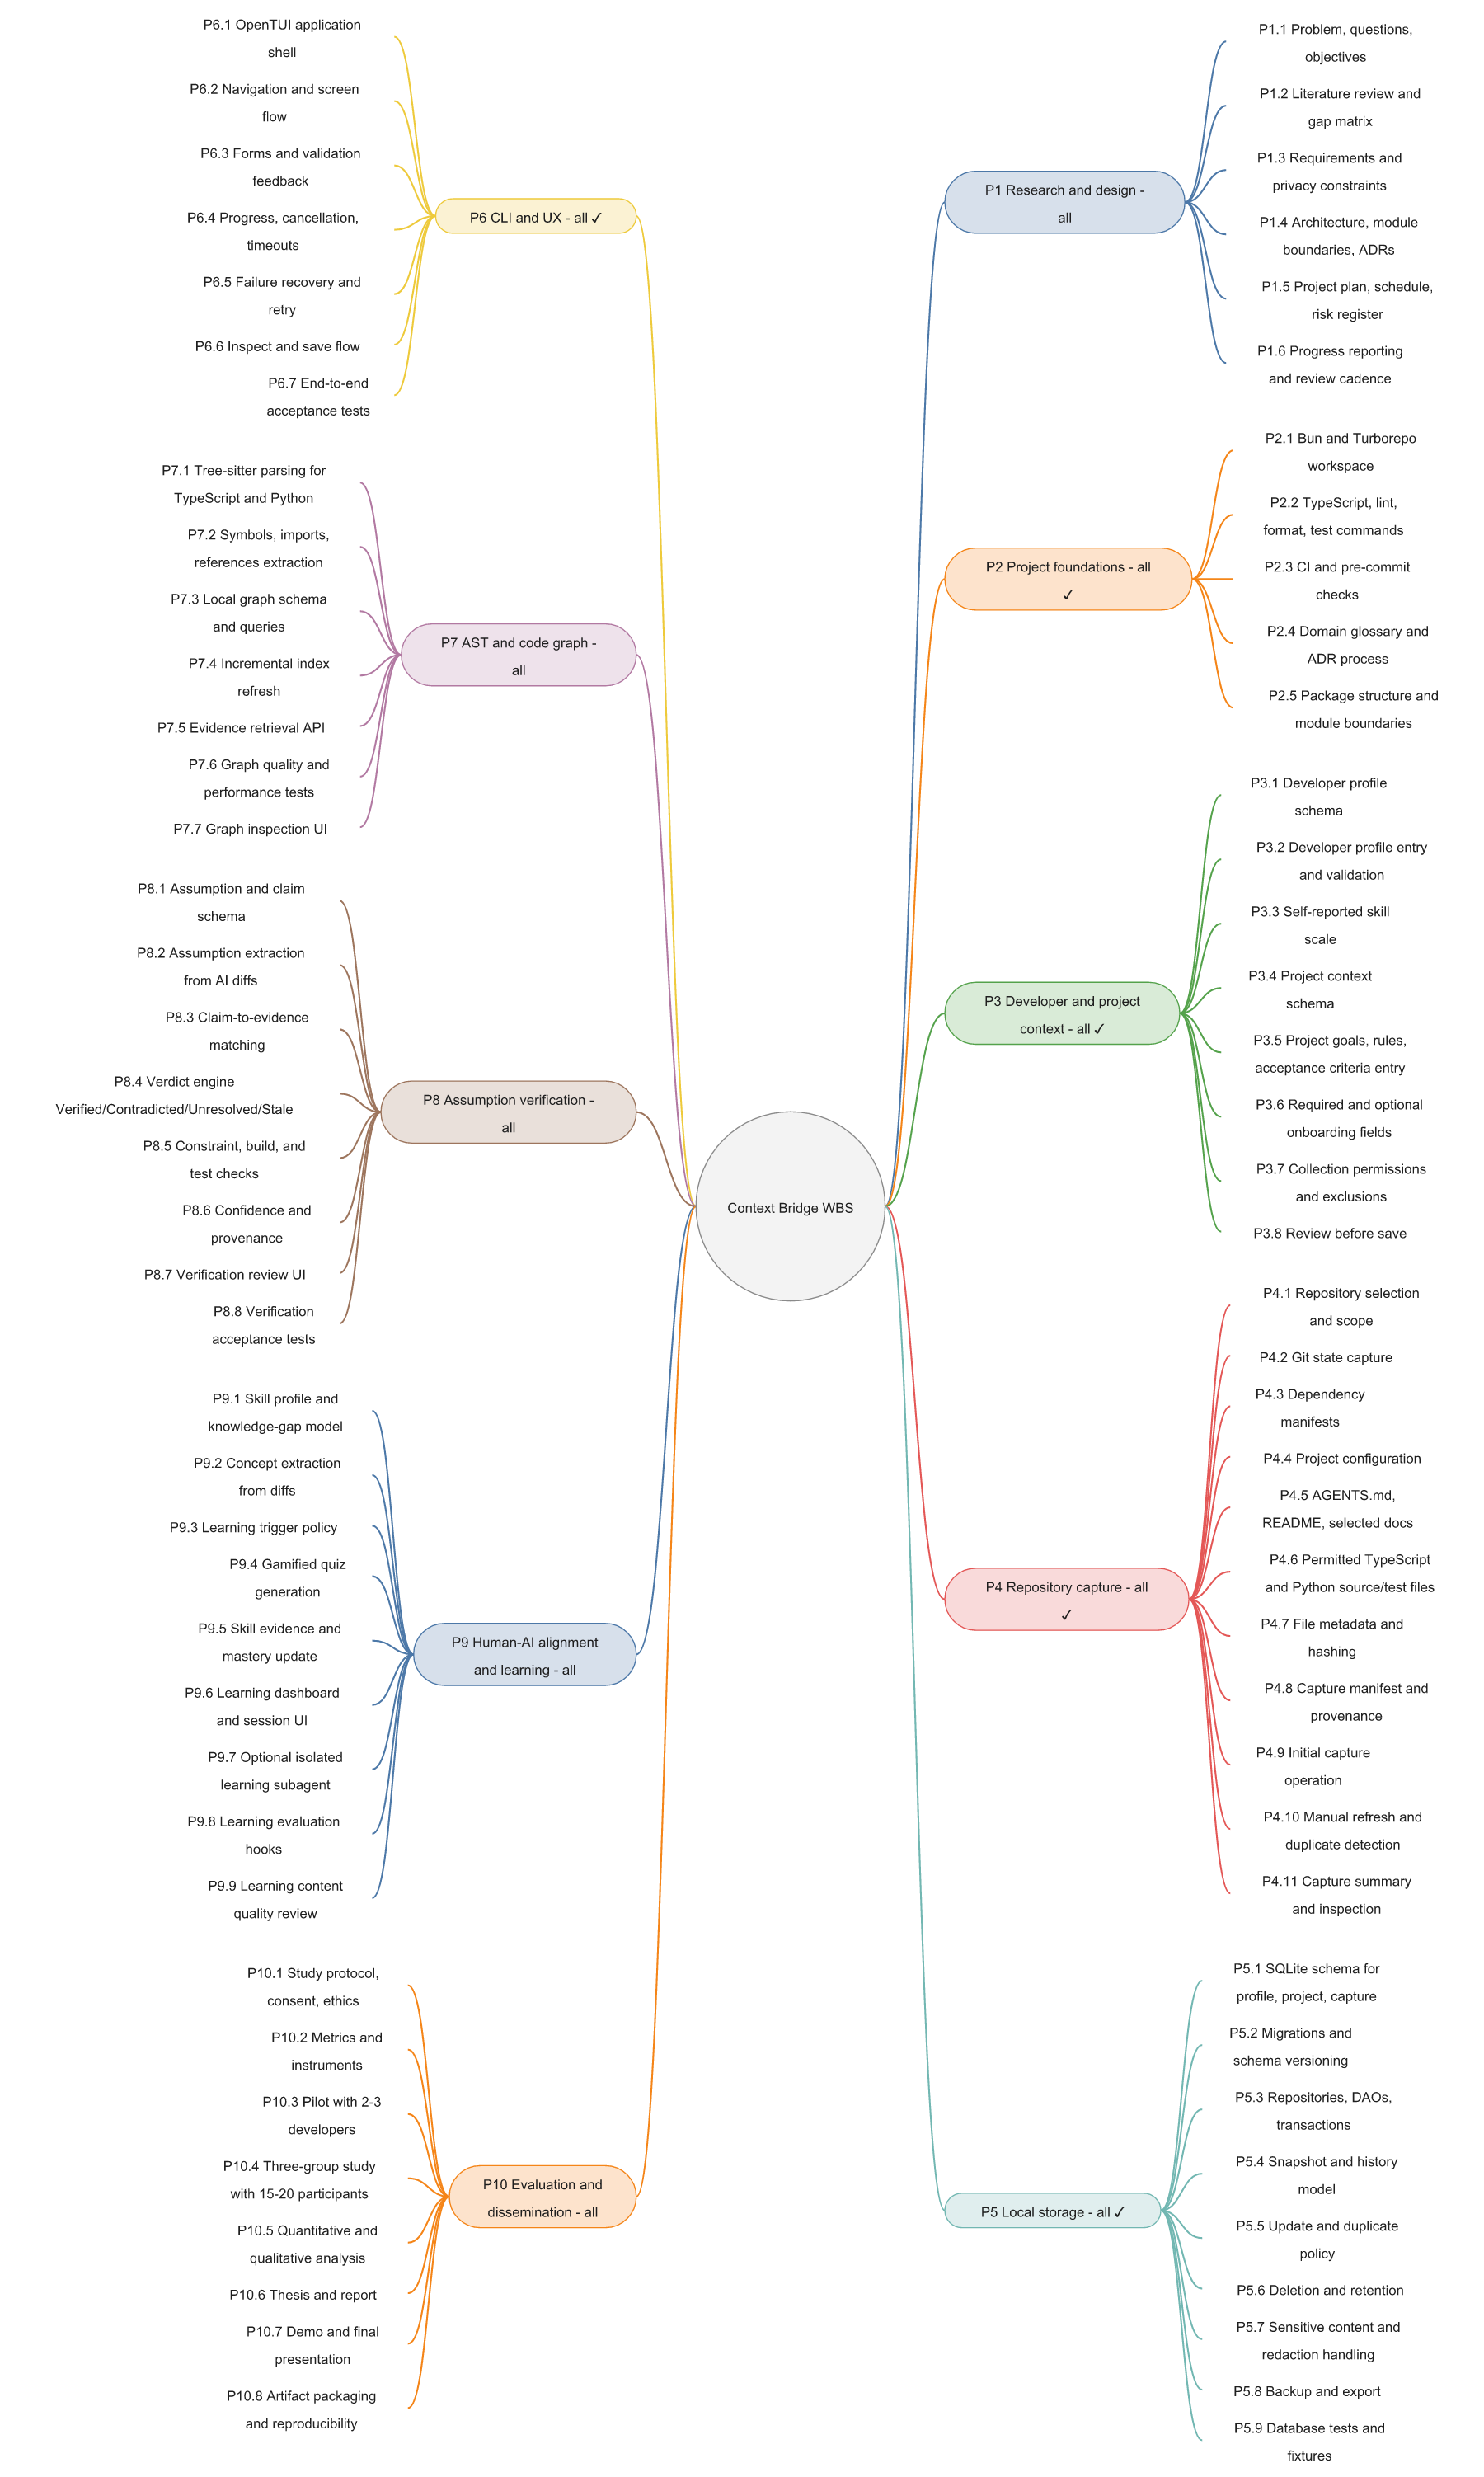 Context Bridge WBS
P1 Research and design -
all
P1.1 Problem, questions,
objectives
P1.2 Literature review and
gap matrix
P1.3 Requirements and
privacy constraints
P1.4 Architecture, module
boundaries, ADRs
P1.5 Project plan, schedule,
risk register
P1.6 Progress reporting
and review cadence
P2 Project foundations - all
✓
P2.1 Bun and Turborepo
workspace
P2.2 TypeScript, lint,
format, test commands
P2.3 CI and pre-commit
checks
P2.4 Domain glossary and
ADR process
P2.5 Package structure and
module boundaries
P3 Developer and project
context - all ✓
P3.1 Developer profile
schema
P3.2 Developer profile entry
and validation
P3.3 Self-reported skill
scale
P3.4 Project context
schema
P3.5 Project goals, rules,
acceptance criteria entry
P3.6 Required and optional
onboarding fields
P3.7 Collection permissions
and exclusions
P3.8 Review before save
P4 Repository capture - all
✓
P4.1 Repository selection
and scope
P4.2 Git state capture
P4.3 Dependency
manifests
P4.4 Project configuration
P4.5 AGENTS.md,
README, selected docs
P4.6 Permitted TypeScript
and Python source/test files
P4.7 File metadata and
hashing
P4.8 Capture manifest and
provenance
P4.9 Initial capture
operation
P4.10 Manual refresh and
duplicate detection
P4.11 Capture summary
and inspection
P5 Local storage - all ✓
P5.1 SQLite schema for
profile, project, capture
P5.2 Migrations and
schema versioning
P5.3 Repositories, DAOs,
transactions
P5.4 Snapshot and history
model
P5.5 Update and duplicate
policy
P5.6 Deletion and retention
P5.7 Sensitive content and
redaction handling
P5.8 Backup and export
P5.9 Database tests and
fixtures
P6 CLI and UX - all ✓
P6.1 OpenTUI application
shell
P6.2 Navigation and screen
flow
P6.3 Forms and validation
feedback
P6.4 Progress, cancellation,
timeouts
P6.5 Failure recovery and
retry
P6.6 Inspect and save flow
P6.7 End-to-end
acceptance tests
P7 AST and code graph -
all
P7.1 Tree-sitter parsing for
TypeScript and Python
P7.2 Symbols, imports,
references extraction
P7.3 Local graph schema
and queries
P7.4 Incremental index
refresh
P7.5 Evidence retrieval API
P7.6 Graph quality and
performance tests
P7.7 Graph inspection UI
P8 Assumption verification -
all
P8.1 Assumption and claim
schema
P8.2 Assumption extraction
from AI diffs
P8.3 Claim-to-evidence
matching
P8.4 Verdict engine
Verified/Contradicted/Unresolved/Stale
P8.5 Constraint, build, and
test checks
P8.6 Confidence and
provenance
P8.7 Verification review UI
P8.8 Verification
acceptance tests
P9 Human-AI alignment
and learning - all
P9.1 Skill profile and
knowledge-gap model
P9.2 Concept extraction
from diffs
P9.3 Learning trigger policy
P9.4 Gamified quiz
generation
P9.5 Skill evidence and
mastery update
P9.6 Learning dashboard
and session UI
P9.7 Optional isolated
learning subagent
P9.8 Learning evaluation
hooks
P9.9 Learning content
quality review
P10 Evaluation and
dissemination - all
P10.1 Study protocol,
consent, ethics
P10.2 Metrics and
instruments
P10.3 Pilot with 2-3
developers
P10.4 Three-group study
with 15-20 participants
P10.5 Quantitative and
qualitative analysis
P10.6 Thesis and report
P10.7 Demo and final
presentation
P10.8 Artifact packaging
and reproducibility